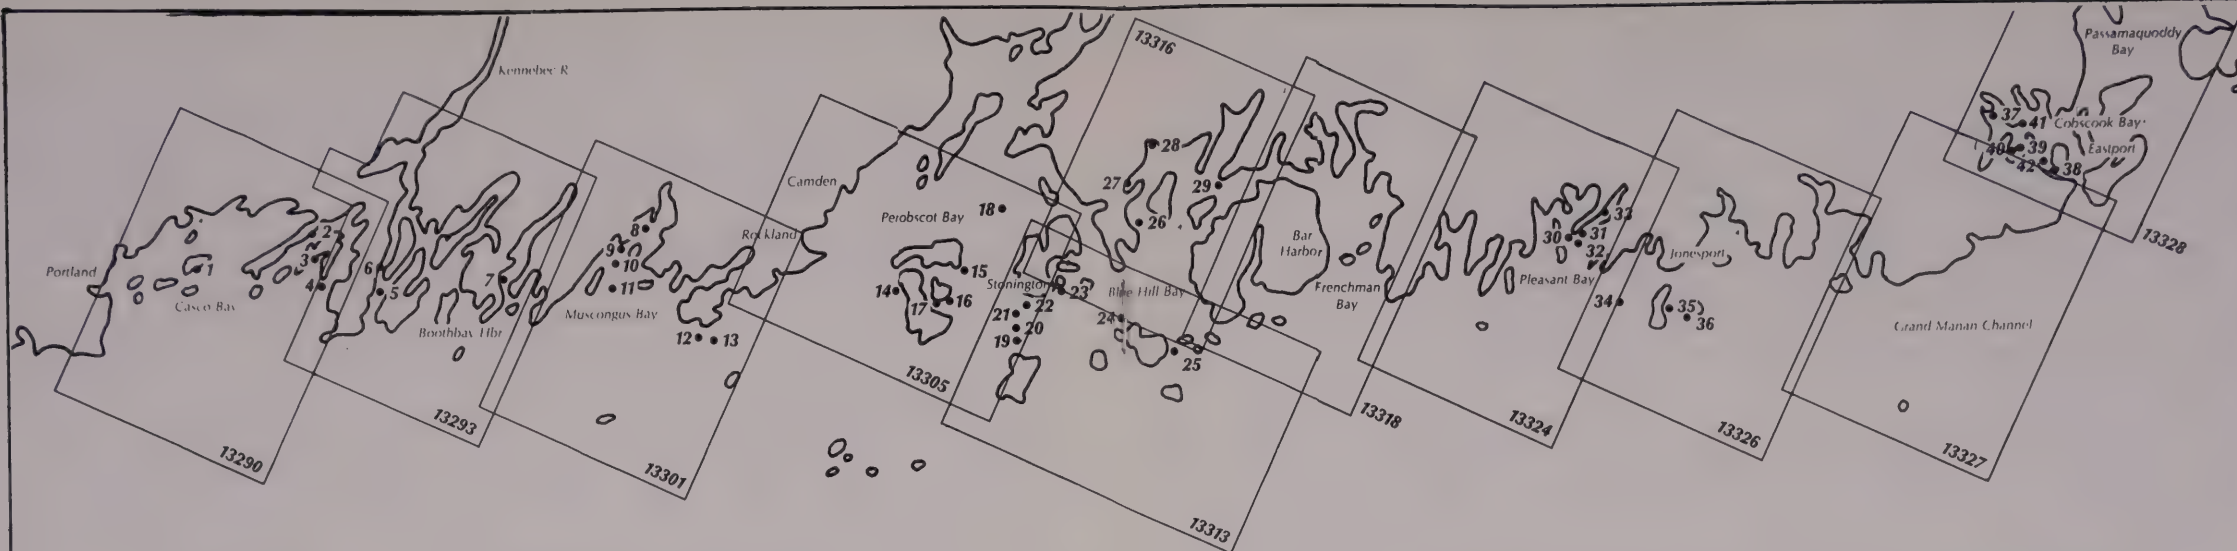 Kennebec R
Portland
Casco Bay
1
2
3
4
13290
5
6
7
Boothbay Hbr
13293
8
9
10
11
Muscongus Bay
12
13
13301
Rockland
Camden
Perobscot Bay
14
15
16
17
18
13305
Stonington
19
20
21
22
23
24
25
Blue Hill Bay
13313
13316
26
27
28
29
Bar
Harbor
Frenchman
Bay
13318
30
31
32
33
Pleasant Bay
34
13324
Jonesport
35
36
13326
Grand Manan Channel
13327
Passamaquoddy
Bay
37
41
Cobscook Bay
40
39
Eastport
42
38
13328